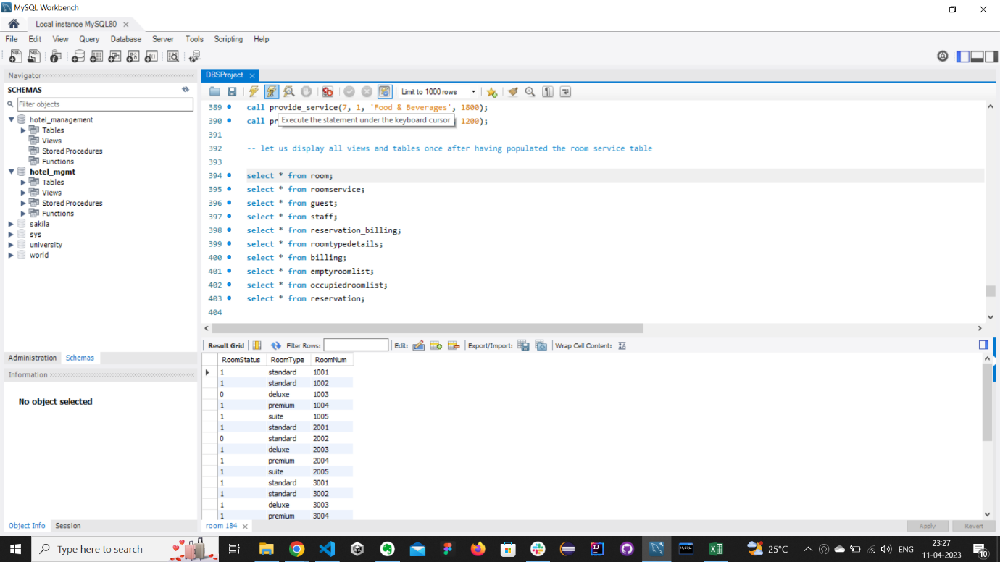 MySQL Workbench
Local instance MySQL80
File Edit View Query Database Server Tools Scripting Help
Navigator
SCHEMAS
Filter objects
hotel_management
Tables
Views
Stored Procedures
Functions
hotel_mgmt
Tables
Views
Stored Procedures
Functions
sakila
sys
university
world
Administration Schemas
Information
No object selected
Object Info Session
DBSProject
Limit to 1000 rows
389 call provide_service(7, 1, 'Food & Beverages', 1800);
390 call pr 1200);
Execute the statement under the keyboard cursor
391
392 -- let us display all views and tables once after having populated the room service table
393
394 select * from room;
395 select * from roomservice;
396 select * from guest;
397 select * from staff;
398 select * from reservation_billing;
399 select * from roomtypedetails;
400 select * from billing;
401 select * from emptyroomlist;
402 select * from occupiedroomlist;
403 select * from reservation;
404
Result Grid Filter Rows: Edit: Export/Import: Wrap Cell Content:
RoomStatus RoomType RoomNum
1 standard 1001
1 standard 1002
0 deluxe 1003
1 premium 1004
1 suite 1005
1 standard 2001
0 standard 2002
1 deluxe 2003
1 premium 2004
1 suite 2005
1 standard 3001
1 standard 3002
1 deluxe 3003
1 premium 3004
room 184
Apply Revert
Type here to search
25°C
ENG
23:27
11-04-2023
10